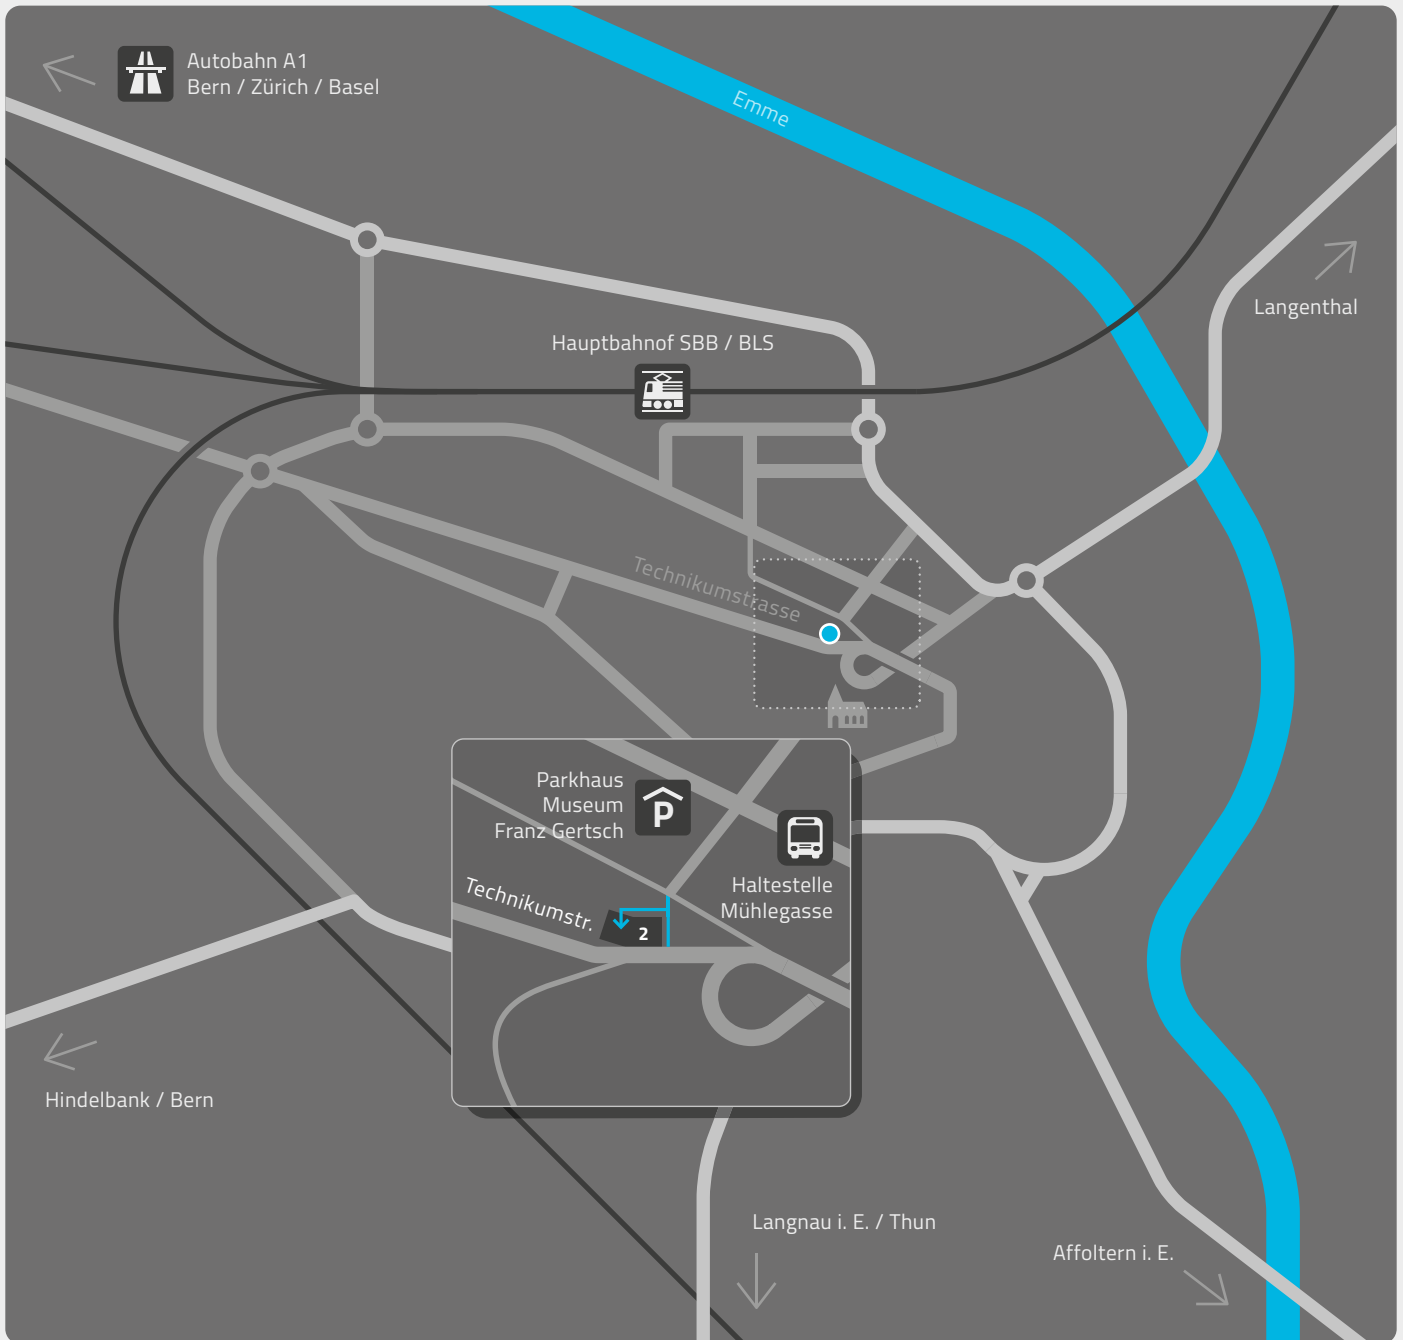 Autobahn A1
Bern / Zürich / Basel
Emme
Langenthal
Hauptbahnhof SBB / BLS
Technikumstrasse
Parkhaus
Museum
Franz Gertsch
P
Haltestelle
Mühlegasse
Technikumstr.
2
Hindelbank / Bern
Langnau i. E. / Thun
Affoltern i. E.